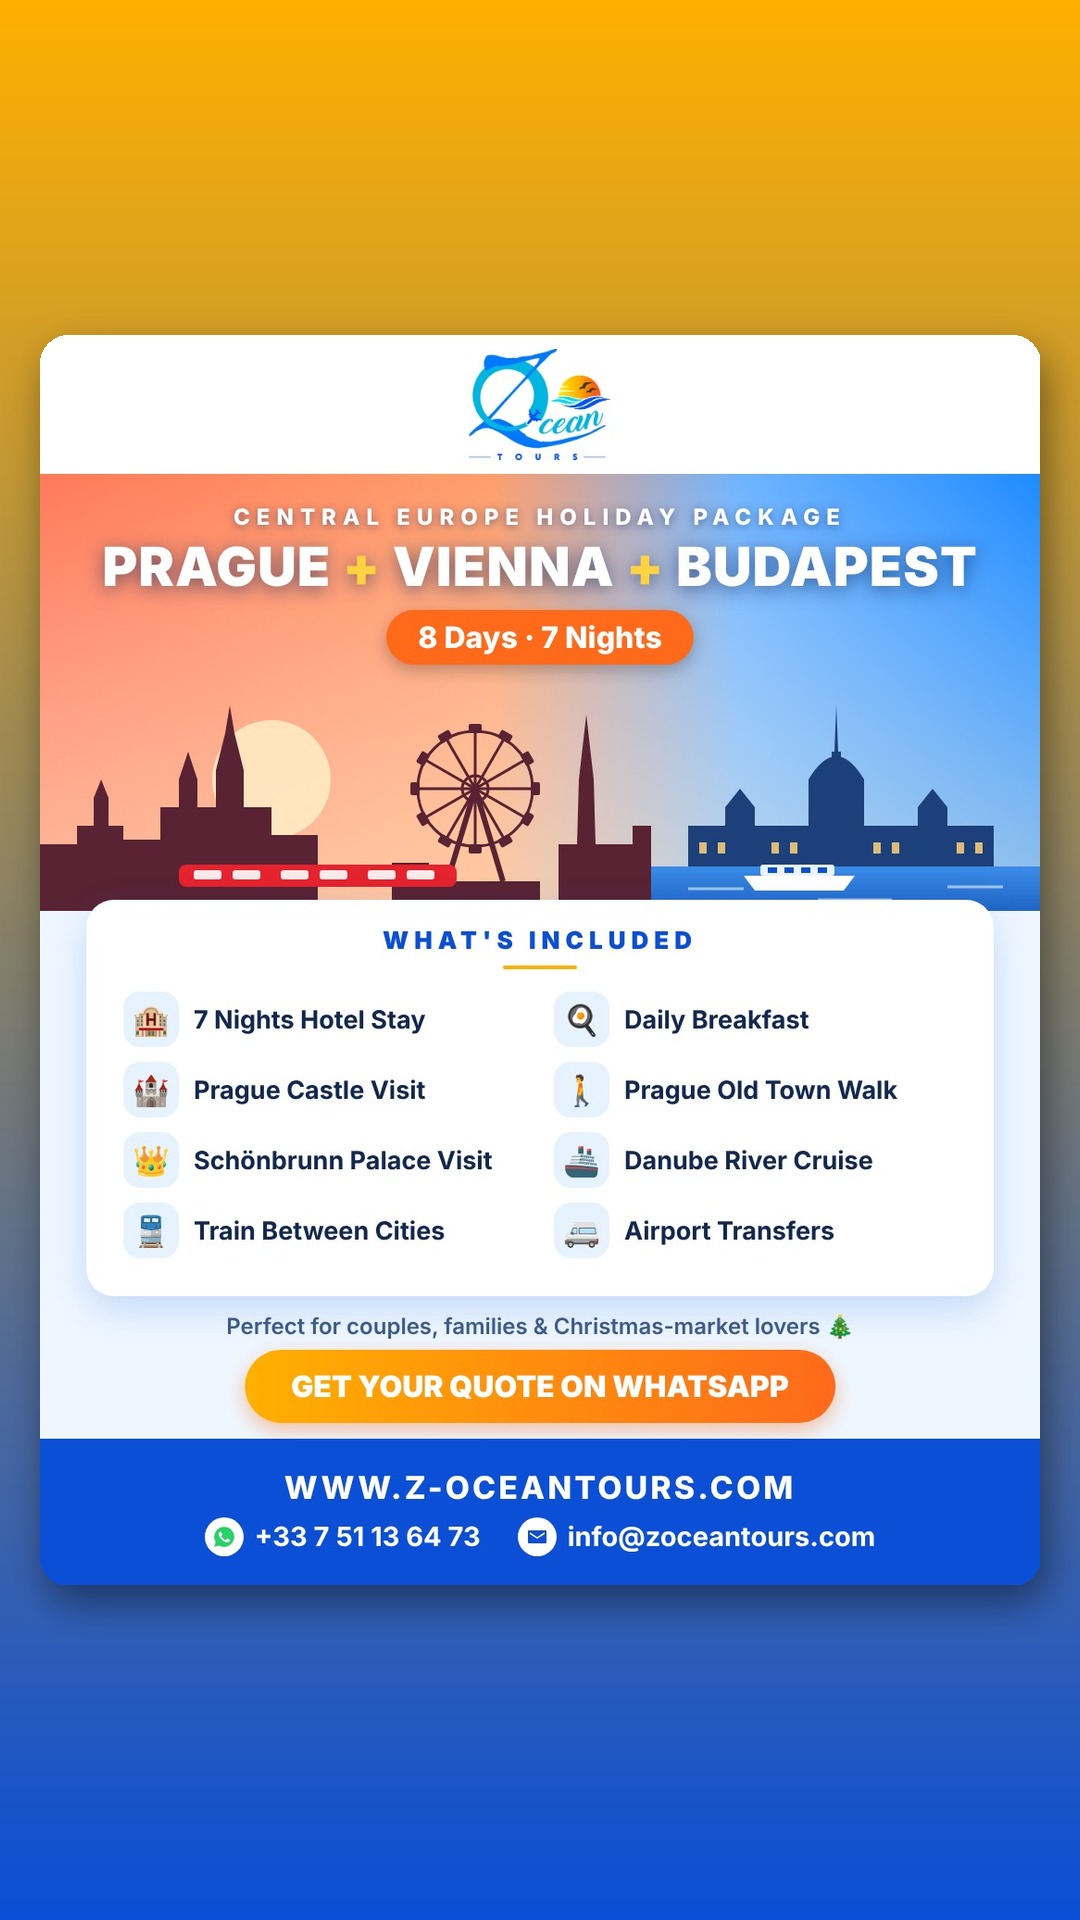 Z Ocean
TOURS
CENTRAL EUROPE HOLIDAY PACKAGE
PRAGUE + VIENNA + BUDAPEST
8 Days · 7 Nights
WHAT'S INCLUDED
7 Nights Hotel Stay
Daily Breakfast
Prague Castle Visit
Prague Old Town Walk
Schönbrunn Palace Visit
Danube River Cruise
Train Between Cities
Airport Transfers
Perfect for couples, families & Christmas-market lovers 🎄
GET YOUR QUOTE ON WHATSAPP
WWW.Z-OCEANTOURS.COM
+33 7 51 13 64 73
info@zoceantours.com